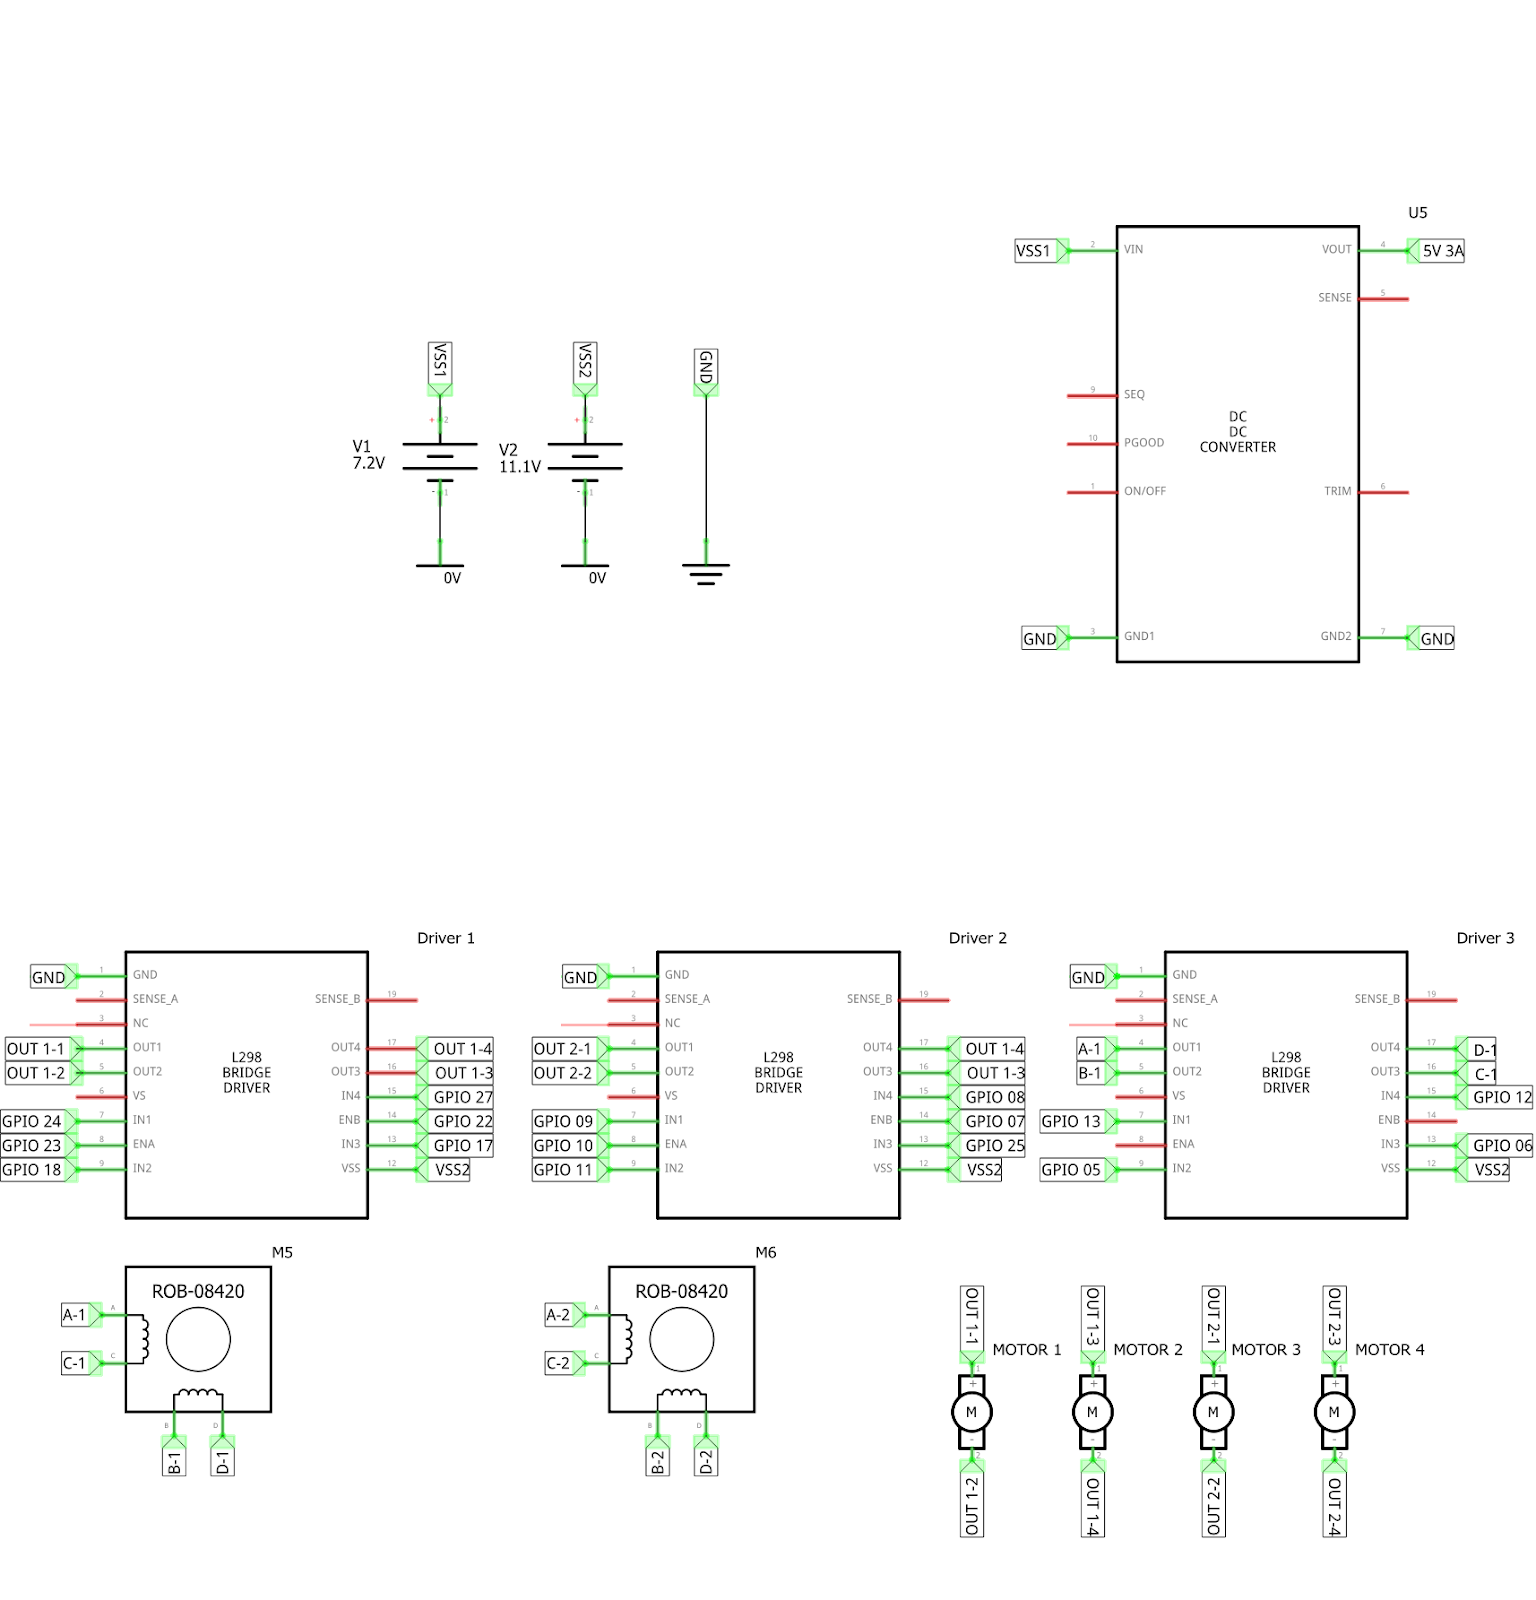 U5
VSS1
2
VIN
VOUT
4
5V 3A
SENSE
5
9
SEQ
10
PGOOD
1
ON/OFF
TRIM
6
DC
DC
CONVERTER
GND
3
GND1
GND2
7
GND
VSS1
+
2
V1
7.2V
-
1
0V
VSS2
+
2
V2
11.1V
-
1
0V
GND
Driver 1
GND
1
GND
2
SENSE_A
SENSE_B
19
3
NC
OUT 1-1
4
OUT1
OUT4
17
OUT 1-4
OUT 1-2
5
OUT2
OUT3
16
OUT 1-3
6
VS
IN4
15
GPIO 27
GPIO 24
7
IN1
ENB
14
GPIO 22
GPIO 23
8
ENA
IN3
13
GPIO 17
GPIO 18
9
IN2
VSS
12
VSS2
L298
BRIDGE
DRIVER
Driver 2
GND
1
GND
2
SENSE_A
SENSE_B
19
3
NC
OUT 2-1
4
OUT1
OUT4
17
OUT 1-4
OUT 2-2
5
OUT2
OUT3
16
OUT 1-3
6
VS
IN4
15
GPIO 08
GPIO 09
7
IN1
ENB
14
GPIO 07
GPIO 10
8
ENA
IN3
13
GPIO 25
GPIO 11
9
IN2
VSS
12
VSS2
L298
BRIDGE
DRIVER
Driver 3
GND
1
GND
2
SENSE_A
SENSE_B
19
3
NC
A-1
4
OUT1
OUT4
17
D-1
B-1
5
OUT2
OUT3
16
C-1
6
VS
IN4
15
GPIO 12
GPIO 13
7
IN1
ENB
14
8
ENA
IN3
13
GPIO 06
GPIO 05
9
IN2
VSS
12
VSS2
L298
BRIDGE
DRIVER
M5
ROB-08420
A-1
A
C-1
C
B
D
B-1
D-1
M6
ROB-08420
A-2
A
C-2
C
B
D
B-2
D-2
OUT 1-1
MOTOR 1
1
+
M
-
2
OUT 1-2
OUT 1-3
MOTOR 2
1
+
M
-
2
OUT 1-4
OUT 2-1
MOTOR 3
1
+
M
-
2
OUT 2-2
OUT 2-3
MOTOR 4
1
+
M
-
2
OUT 2-4